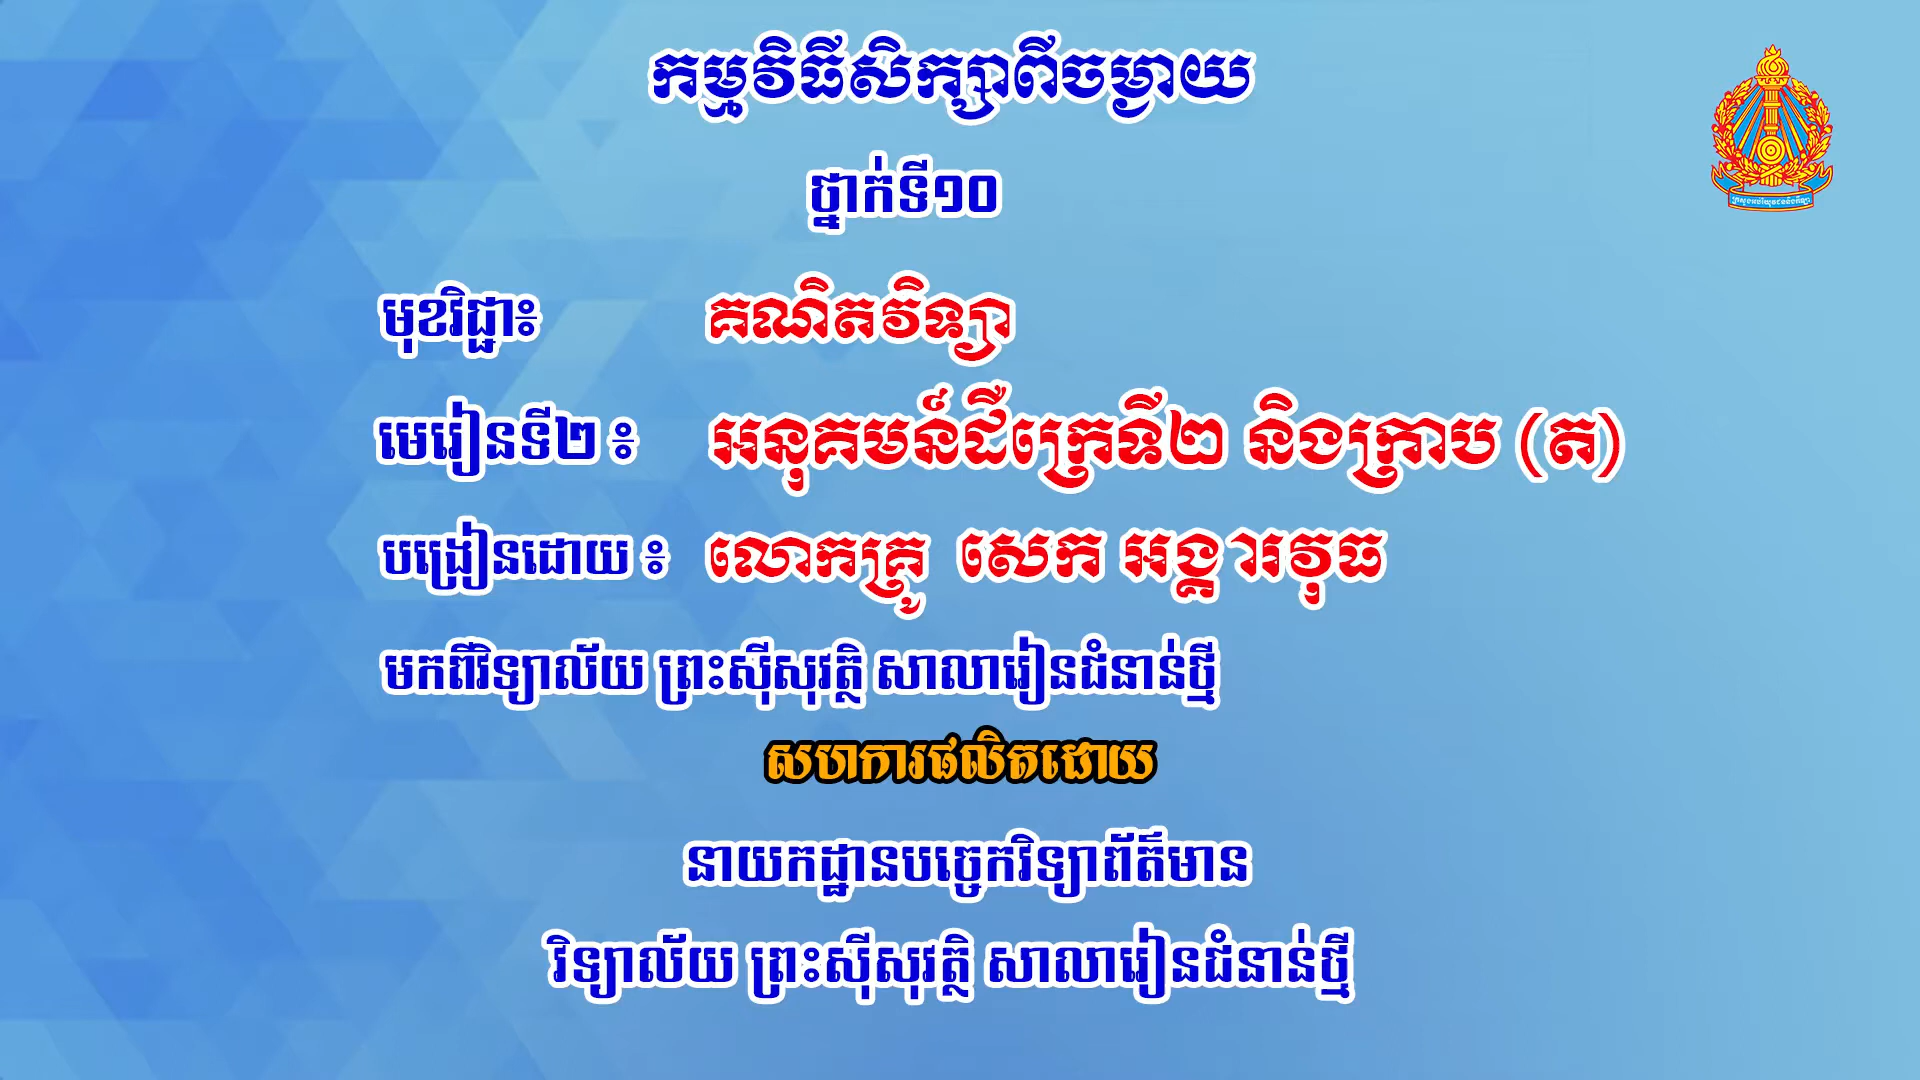 កម្មវិធីសិក្សាពីចម្ងាយ
ថ្នាក់ទី១០
មុខវិជ្ជា៖ គណិតវិទ្យា
មេរៀនទី២ ៖ អនុគមន៍ដឺក្រេទី២ និងក្រាប (ត)
បង្រៀនដោយ ៖ លោកគ្រូ សេក អង្គារវុធ
មកពីវិទ្យាល័យ ព្រះស៊ីសុវត្ថិ សាលារៀនជំនាន់ថ្មី
សហការផលិតដោយ
នាយកដ្ឋានបច្ចេកវិទ្យាព័ត៌មាន
វិទ្យាល័យ ព្រះស៊ីសុវត្ថិ សាលារៀនជំនាន់ថ្មី